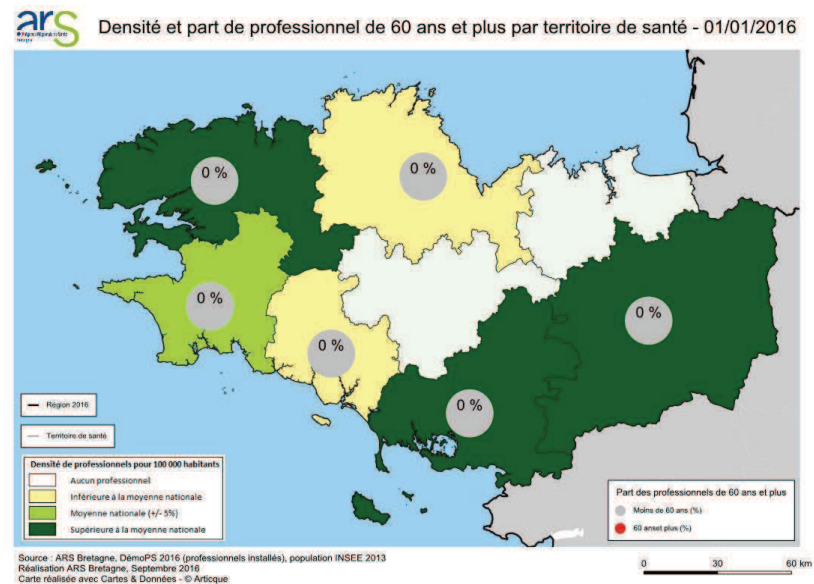 ars
Densité et part de professionnel de 60 ans et plus par territoire de santé - 01/01/2016
0 %
0 %
0 %
0 %
0 %
0 %
Région 2016
Territoire de santé
Densité de professionnels pour 100 000 habitants
Aucun professionnel
Inférieure à la moyenne nationale
Moyenne nationale (+/- 5%)
Supérieure à la moyenne nationale
Part des professionnels de 60 ans et plus
Moins de 60 ans (%)
60 anset plus (%)
Source : ARS Bretagne, DémoPS 2016 (professionnels installés), population INSEE 2013
Réalisation ARS Bretagne, Septembre 2016
Carte réalisée avec Cartes & Données - © Articque
0 30 60 km